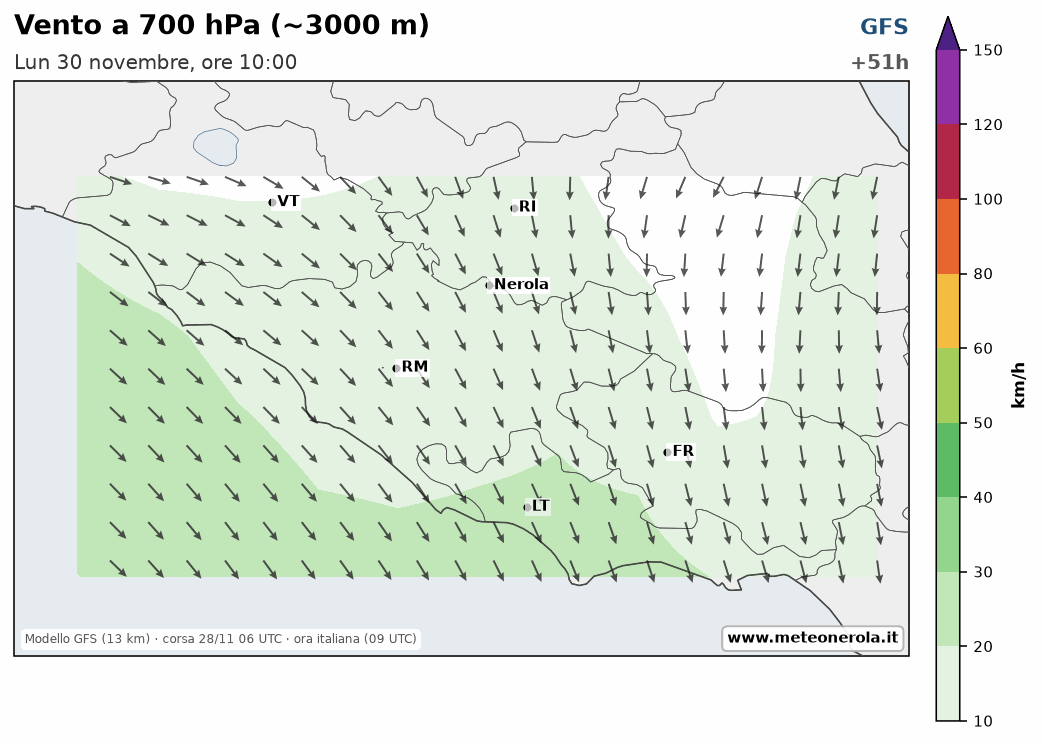 Vento a 700 hPa (~3000 m)
GFS
Lun 30 novembre, ore 10:00
+51h
VT
RI
Nerola
RM
FR
LT
150
120
100
80
60
50
40
30
20
10
km/h
Modello GFS (13 km) · corsa 28/11 06 UTC · ora italiana (09 UTC)
www.meteonerola.it